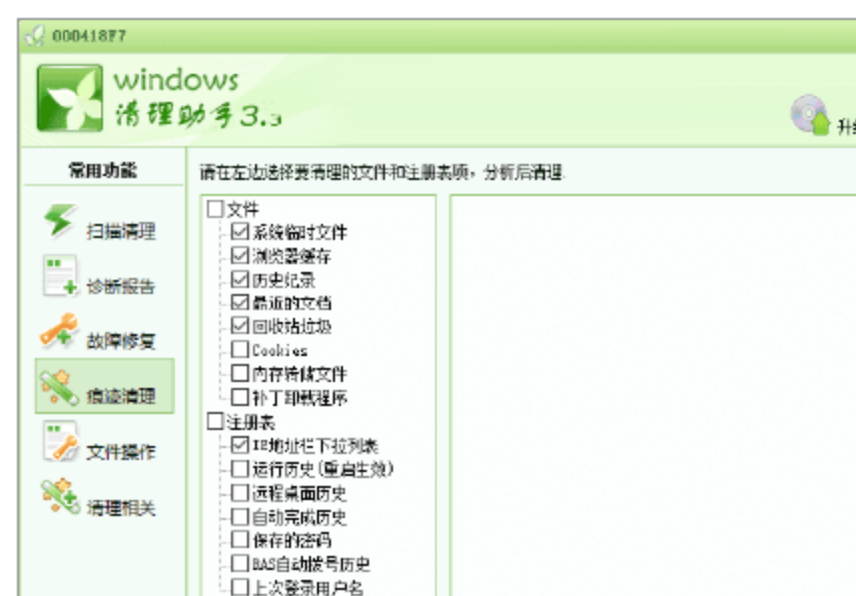 000418F7
windows
清理助手3.
升级
常用功能
请在左边选择要清理的文件和注册表项，分析后清理.
扫描清理
诊断报告
故障修复
痕迹清理
文件操作
清理相关
文件
系统临时文件
浏览器缓存
历史纪录
最近的文档
回收站垃圾
Cookies
内存转储文件
补丁卸载程序
注册表
IE地址栏下拉列表
运行历史(重启生效)
远程桌面历史
自动完成历史
保存的密码
RAS自动拨号历史
上次登录用户名